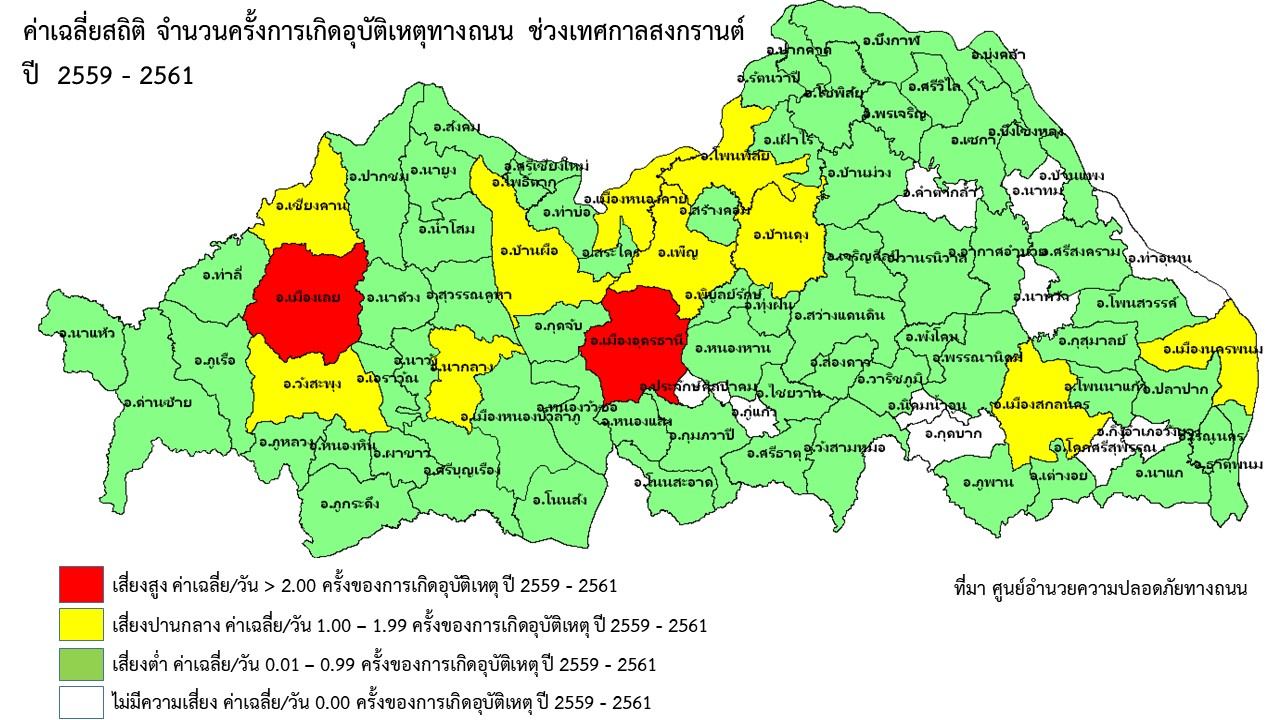 ค่าเฉลี่ยสถิติ จำนวนครั้งการเกิดอุบัติเหตุทางถนน ช่วงเทศกาลสงกรานต์
ปี 2559 - 2561
อ.ปากคาด
อ.บึงกาฬ
อ.บุ่งคล้า
อ.รัตนวาปี
อ.โซ่พิสัย
อ.ศรีวิไล
อ.พรเจริญ
อ.สังคม
อ.เฝ้าไร่
อ.เซกา
อ.บึงโขงหลง
อ.ปากชม
อ.นายูง
อ.ศรีเชียงใหม่
อ.โพธิ์ตาก
อ.โพนพิสัย
อ.บ้านม่วง
อ.คำตากล้า
อ.นาทม
อ.บ้านแพง
อ.เชียงคาน
อ.น้ำโสม
อ.ท่าบ่อ
อ.เมืองหนองคาย
อ.สร้างคอม
อ.บ้านผือ
อ.สระใคร
อ.เพ็ญ
อ.บ้านดุง
อ.เจริญศิลป์
อ.วานรนิวาส
อ.อากาศอำนวย
อ.ศรีสงคราม
อ.ท่าอุเทน
อ.ท่าลี่
อ.เมืองเลย
อ.นาด้วง
อ.สุวรรณคูหา
อ.พิบูลย์รักษ์
อ.ทุ่งฝน
อ.สว่างแดนดิน
อ.นาหว้า
อ.โพนสวรรค์
อ.นาแห้ว
อ.ภูเรือ
อ.กุดจับ
อ.เมืองอุดรธานี
อ.หนองหาน
อ.พังโคน
อ.กุสุมาลย์
อ.เมืองนครพนม
อ.วังสะพุง
อ.เอราวัณ
อ.นาวัง
อ.นากลาง
อ.ส่องดาว
อ.พรรณานิคม
อ.วาริชภูมิ
อ.โพนนาแก้ว
อ.ปลาปาก
อ.ด่านซ้าย
อ.ประจักษ์ศิลปาคม
อ.ไชยวาน
อ.หนองวัวซอ
อ.เมืองหนองบัวลำภู
อ.หนองแสง
อ.กู่แก้ว
อ.นิคมน้ำอูน
อ.เมืองสกลนคร
อ.ภูหลวง
อ.หนองหิน
อ.ผาขาว
อ.กุมภวาปี
อ.กุดบาก
อ.โคกศรีสุพรรณ
อ.เรณูนคร
อ.ศรีบุญเรือง
อ.ศรีธาตุ
อ.วังสามหมอ
อ.ธาตุพนม
อ.ภูกระดึง
อ.โนนสัง
อ.โนนสะอาด
อ.ภูพาน
อ.เต่างอย
อ.นาแก
เสี่ยงสูง ค่าเฉลี่ย/วัน > 2.00 ครั้งของการเกิดอุบัติเหตุ ปี 2559 - 2561
ที่มา ศูนย์อำนวยความปลอดภัยทางถนน
เสี่ยงปานกลาง ค่าเฉลี่ย/วัน 1.00 – 1.99 ครั้งของการเกิดอุบัติเหตุ ปี 2559 - 2561
เสี่ยงต่ำ ค่าเฉลี่ย/วัน 0.01 – 0.99 ครั้งของการเกิดอุบัติเหตุ ปี 2559 - 2561
ไม่มีความเสี่ยง ค่าเฉลี่ย/วัน 0.00 ครั้งของการเกิดอุบัติเหตุ ปี 2559 - 2561